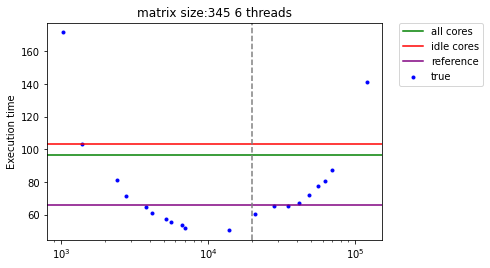 matrix size:345 6 threads
all cores
idle cores
reference
true
Execution time
160
140
120
100
80
60
10³
10⁴
10⁵